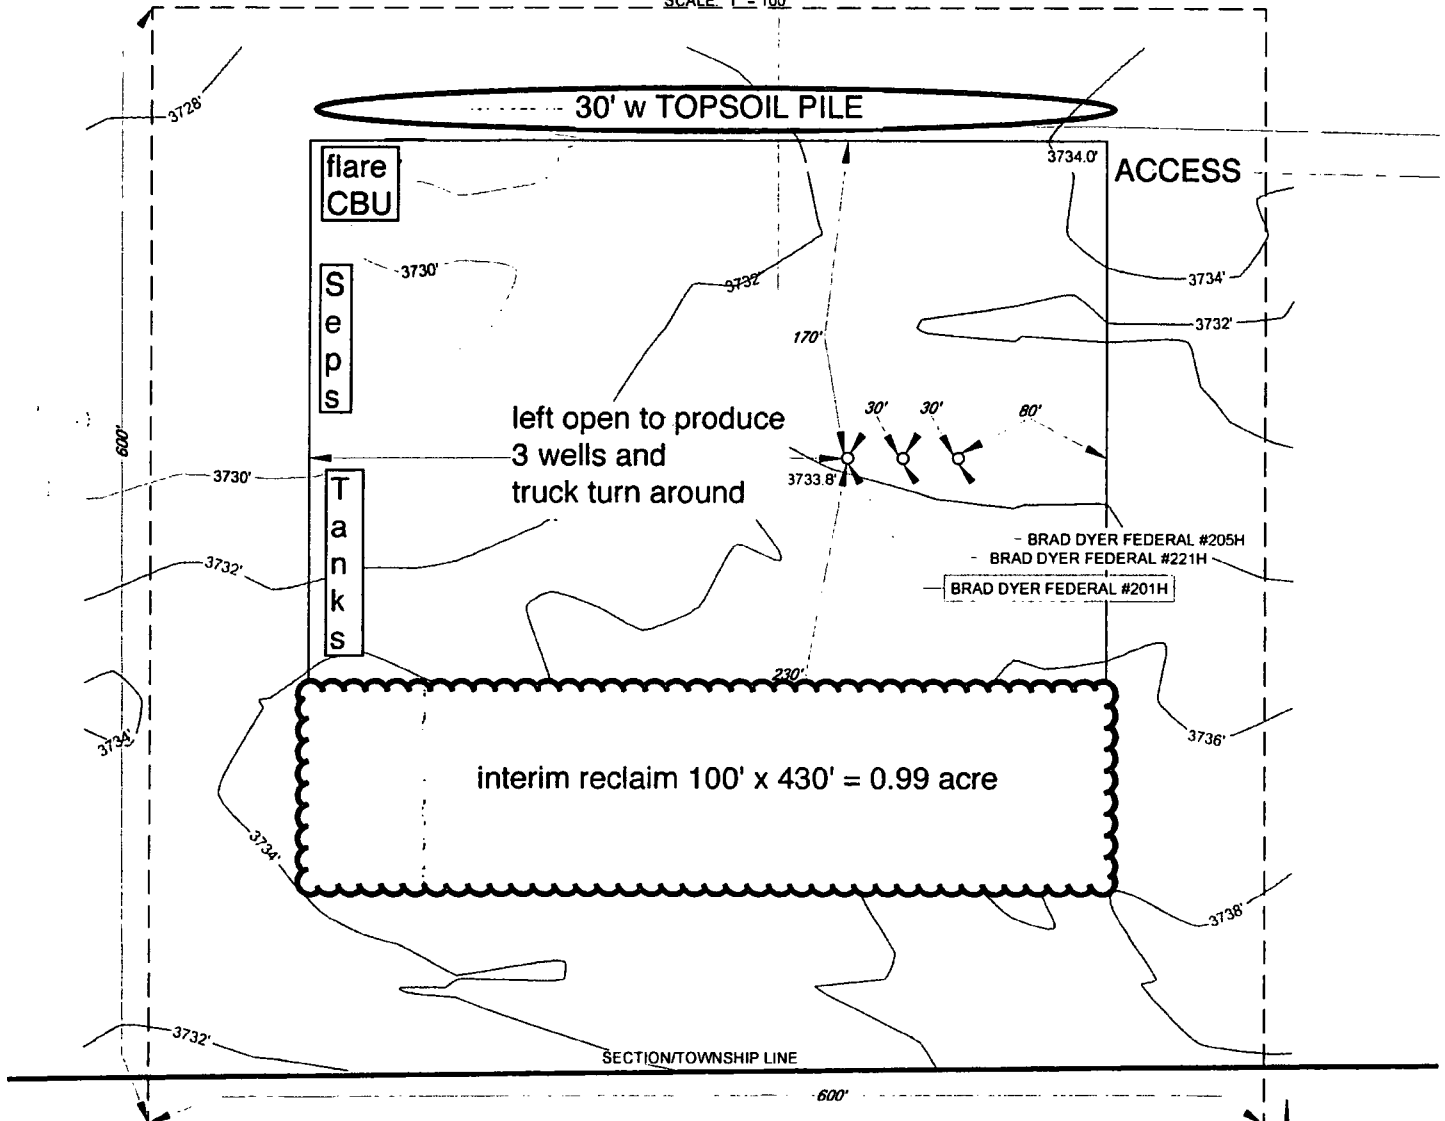 SCALE: 1" = 100'
3728'
30' w TOPSOIL PILE
flare
CBU
3734.0'
ACCESS
Seps
3730'
3732'
3734'
3732'
170'
600'
left open to produce
3 wells and
truck turn around
30'
30'
80'
3730'
Tanks
3733.8'
BRAD DYER FEDERAL #205H
BRAD DYER FEDERAL #221H
BRAD DYER FEDERAL #201H
3732'
230'
3734'
3736'
interim reclaim 100' x 430' = 0.99 acre
3734'
3738'
3732'
SECTION/TOWNSHIP LINE
600'